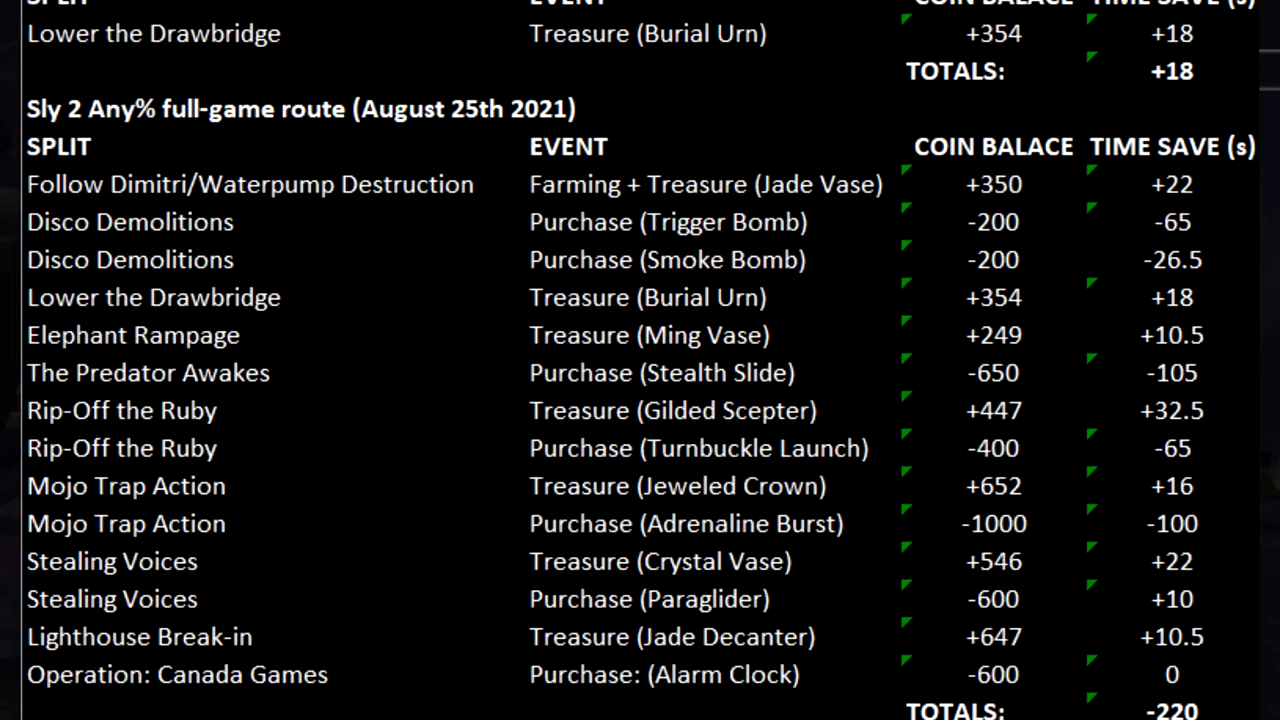 SPLIT EVENT COIN BALACE TIME SAVE (s)
Lower the Drawbridge Treasure (Burial Urn) +354 +18
TOTALS: +18
Sly 2 Any% full-game route (August 25th 2021)
SPLIT EVENT COIN BALACE TIME SAVE (s)
Follow Dimitri/Waterpump Destruction Farming + Treasure (Jade Vase) +350 +22
Disco Demolitions Purchase (Trigger Bomb) -200 -65
Disco Demolitions Purchase (Smoke Bomb) -200 -26.5
Lower the Drawbridge Treasure (Burial Urn) +354 +18
Elephant Rampage Treasure (Ming Vase) +249 +10.5
The Predator Awakes Purchase (Stealth Slide) -650 -105
Rip-Off the Ruby Treasure (Gilded Scepter) +447 +32.5
Rip-Off the Ruby Purchase (Turnbuckle Launch) -400 -65
Mojo Trap Action Treasure (Jeweled Crown) +652 +16
Mojo Trap Action Purchase (Adrenaline Burst) -1000 -100
Stealing Voices Treasure (Crystal Vase) +546 +22
Stealing Voices Purchase (Paraglider) -600 +10
Lighthouse Break-in Treasure (Jade Decanter) +647 +10.5
Operation: Canada Games Purchase: (Alarm Clock) -600 0
TOTALS: -220